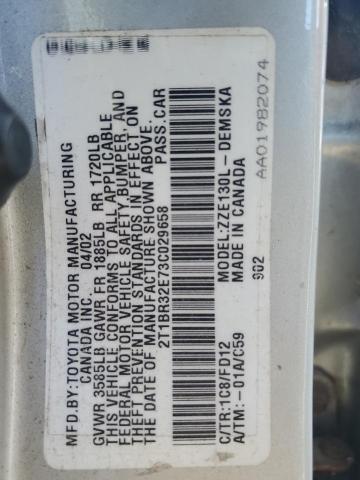 MFD.BY:TOYOTA MOTOR MANUFACTURING
CANADA INC. 04/02
GVWR 3585LB GAWR FR 1885LB RR 1720LB
THIS VEHICLE CONFORMS TO ALL APPLICABLE
FEDERAL MOTOR VEHICLE SAFETY, BUMPER, AND
THEFT PREVENTION STANDARDS IN EFFECT ON
THE DATE OF MANUFACTURE SHOWN ABOVE.
2T1BR32E73C029658 PASS.CAR
C/TR:1C8/FD12 MODEL:ZZE130L-DEMSKA
A/TM:-01A/C59 MADE IN CANADA
902
AA01982074